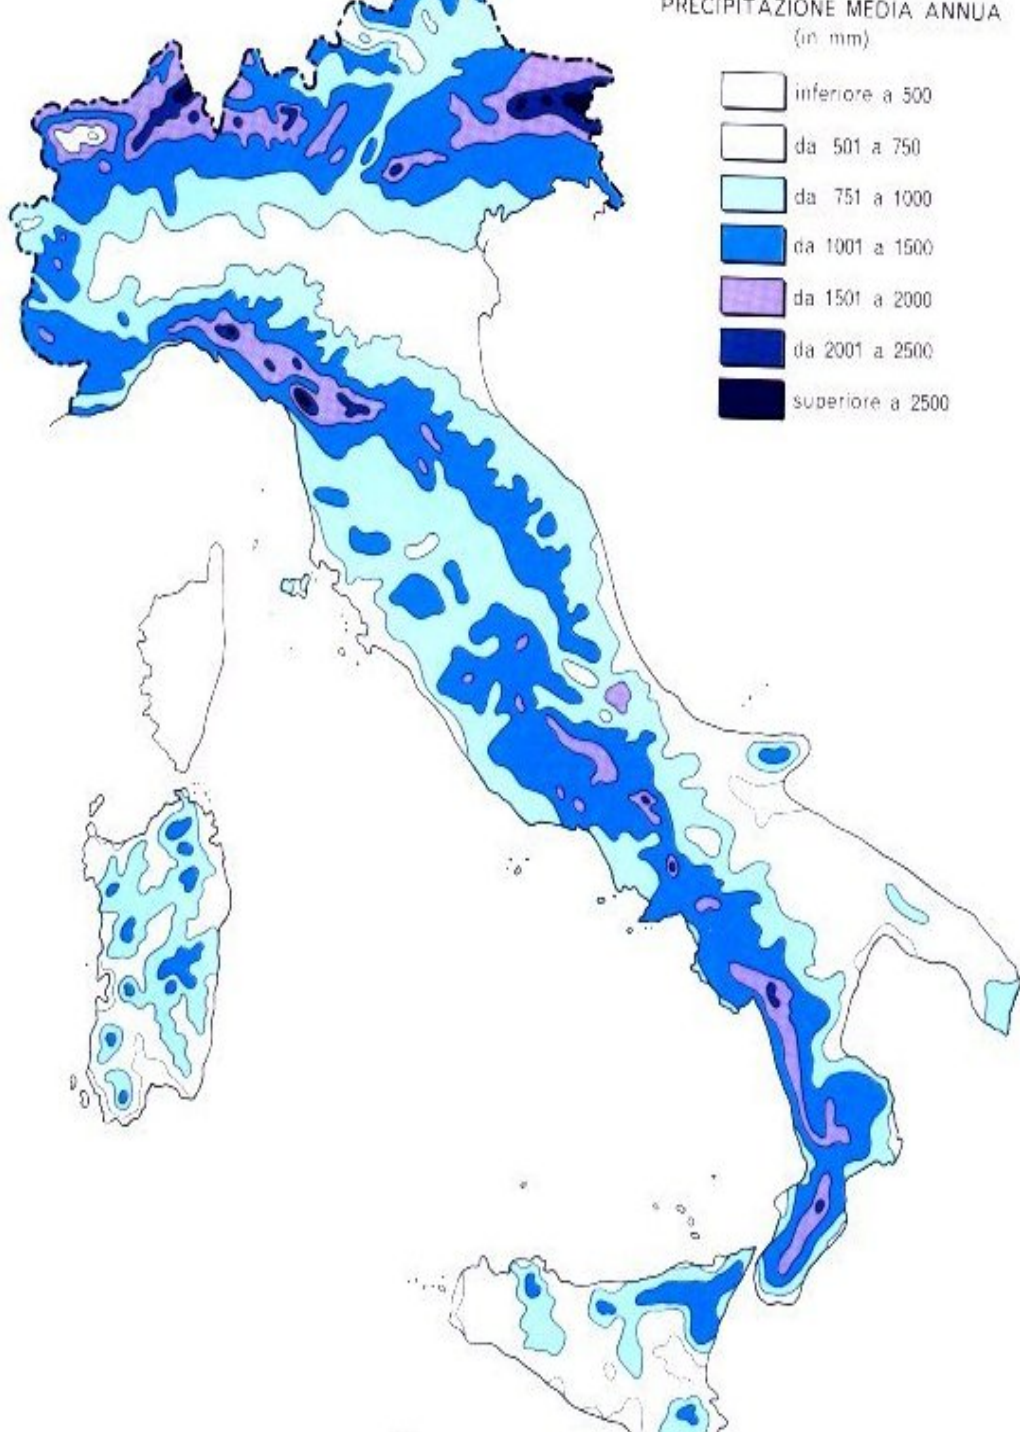 PRECIPITAZIONE MEDIA ANNUA
(in mm)
inferiore a 500
da 501 a 750
da 751 a 1000
da 1001 a 1500
da 1501 a 2000
da 2001 a 2500
superiore a 2500